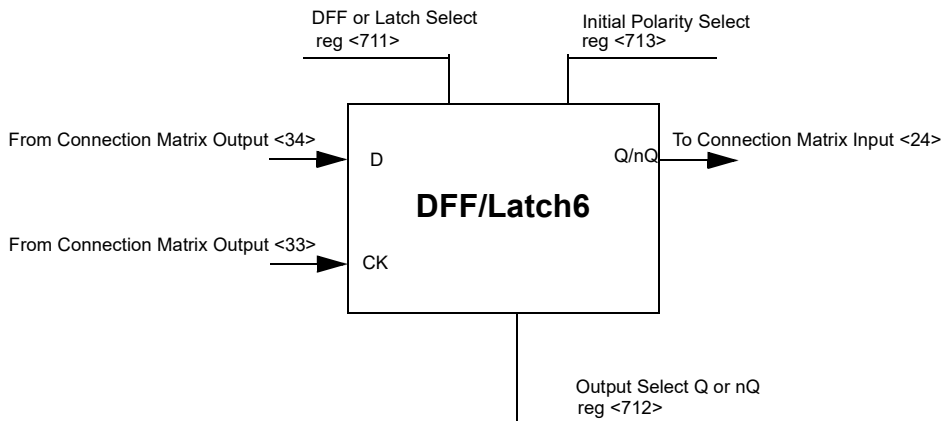 DFF or Latch Select
reg <711>
Initial Polarity Select
reg <713>
From Connection Matrix Output <34>
D
Q/nQ
To Connection Matrix Input <24>
DFF/Latch6
From Connection Matrix Output <33>
CK
Output Select Q or nQ
reg <712>